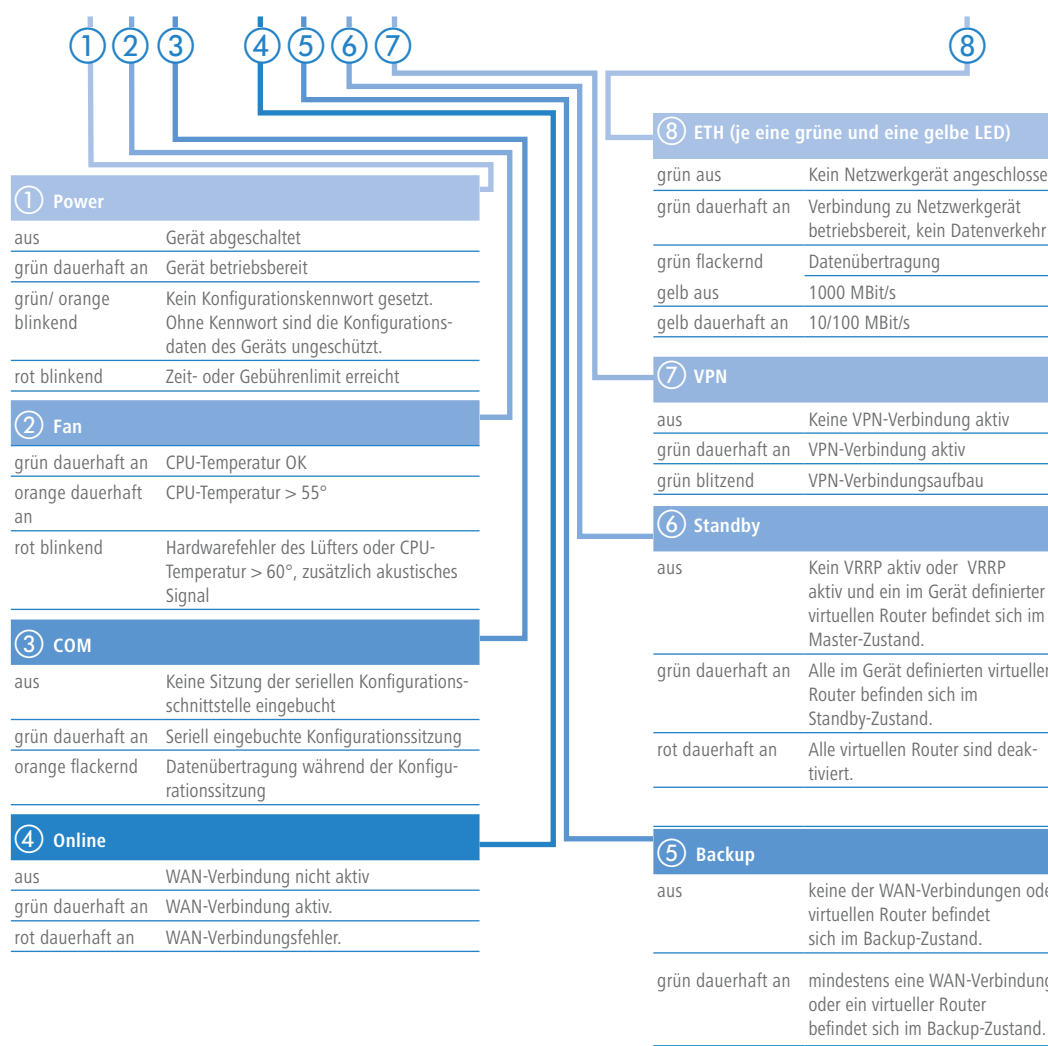 1 2 3 4 5 6 7 8
1 Power
aus Gerät abgeschaltet
grün dauerhaft an Gerät betriebsbereit
grün/ orange Kein Konfigurationskennwort gesetzt.
blinkend Ohne Kennwort sind die Konfigurations-
daten des Geräts ungeschützt.
rot blinkend Zeit- oder Gebührenlimit erreicht
2 Fan
grün dauerhaft an CPU-Temperatur OK
orange dauerhaft CPU-Temperatur > 55°
an
rot blinkend Hardwarefehler des Lüfters oder CPU-
Temperatur > 60°, zusätzlich akustisches
Signal
3 COM
aus Keine Sitzung der seriellen Konfigurations-
schnittstelle eingebucht
grün dauerhaft an Seriell eingebuchte Konfigurationssitzung
orange flackernd Datenübertragung während der Konfigu-
rationssitzung
4 Online
aus WAN-Verbindung nicht aktiv
grün dauerhaft an WAN-Verbindung aktiv.
rot dauerhaft an WAN-Verbindungsfehler.
8 ETH (je eine grüne und eine gelbe LED)
grün aus Kein Netzwerkgerät angeschlosse
grün dauerhaft an Verbindung zu Netzwerkgerät
betriebsbereit, kein Datenverkehr
grün flackernd Datenübertragung
gelb aus 1000 MBit/s
gelb dauerhaft an 10/100 MBit/s
7 VPN
aus Keine VPN-Verbindung aktiv
grün dauerhaft an VPN-Verbindung aktiv
grün blitzend VPN-Verbindungsaufbau
6 Standby
aus Kein VRRP aktiv oder VRRP
aktiv und ein im Gerät definierter
virtuellen Router befindet sich im
Master-Zustand.
grün dauerhaft an Alle im Gerät definierten virtueller
Router befinden sich im
Standby-Zustand.
rot dauerhaft an Alle virtuellen Router sind deak-
tiviert.
5 Backup
aus keine der WAN-Verbindungen ode
virtuellen Router befindet
sich im Backup-Zustand.
grün dauerhaft an mindestens eine WAN-Verbindung
oder ein virtueller Router
befindet sich im Backup-Zustand.